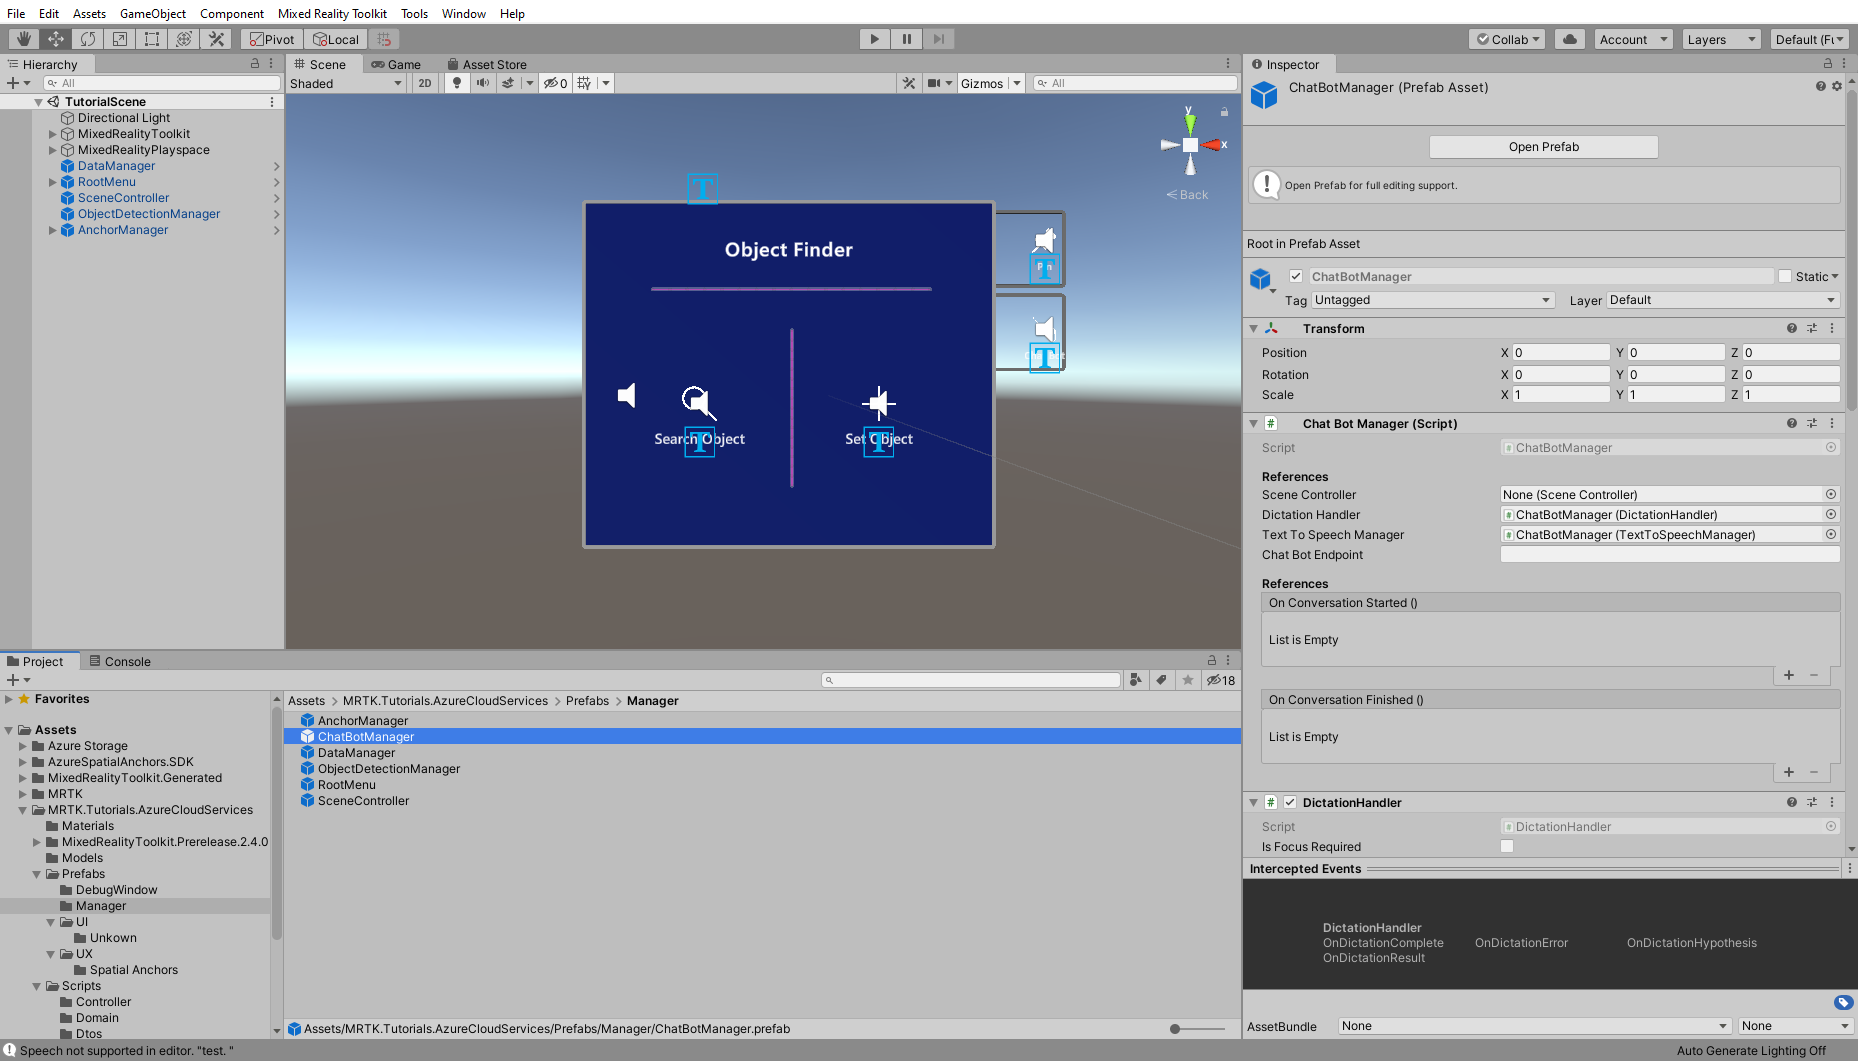 File Edit Assets GameObject Component Mixed Reality Toolkit Tools Window Help
Pivot Local Collab Account Layers Default (Fu
Hierarchy
All
TutorialScene
Directional Light
MixedRealityToolkit
MixedRealityPlayspace
DataManager
RootMenu
SceneController
ObjectDetectionManager
AnchorManager
Scene Game Asset Store
Shaded 2D 0 Gizmos All
y
x
Back
T
Object Finder
Search Object
T
Set Object
T
T
T
Inspector
ChatBotManager (Prefab Asset)
Open Prefab
Open Prefab for full editing support.
Root in Prefab Asset
ChatBotManager Static
Tag Untagged Layer Default
Transform
Position X 0 Y 0 Z 0
Rotation X 0 Y 0 Z 0
Scale X 1 Y 1 Z 1
# Chat Bot Manager (Script)
Script ChatBotManager
References
Scene Controller None (Scene Controller)
Dictation Handler ChatBotManager (DictationHandler)
Text To Speech Manager ChatBotManager (TextToSpeechManager)
Chat Bot Endpoint
References
On Conversation Started ()
List is Empty
+ −
On Conversation Finished ()
List is Empty
+ −
# DictationHandler
Script DictationHandler
Is Focus Required
Intercepted Events
DictationHandler
OnDictationComplete OnDictationError OnDictationHypothesis
OnDictationResult
AssetBundle None None
Project Console
18
Favorites
Assets
Azure Storage
AzureSpatialAnchors.SDK
MixedRealityToolkit.Generated
MRTK
MRTK.Tutorials.AzureCloudServices
Materials
MixedRealityToolkit.Prerelease.2.4.0
Models
Prefabs
DebugWindow
Manager
UI
Unkown
UX
Spatial Anchors
Scripts
Controller
Domain
Dtos
Assets > MRTK.Tutorials.AzureCloudServices > Prefabs > Manager
AnchorManager
ChatBotManager
DataManager
ObjectDetectionManager
RootMenu
SceneController
Assets/MRTK.Tutorials.AzureCloudServices/Prefabs/Manager/ChatBotManager.prefab
Speech not supported in editor. "test. "
Auto Generate Lighting Off